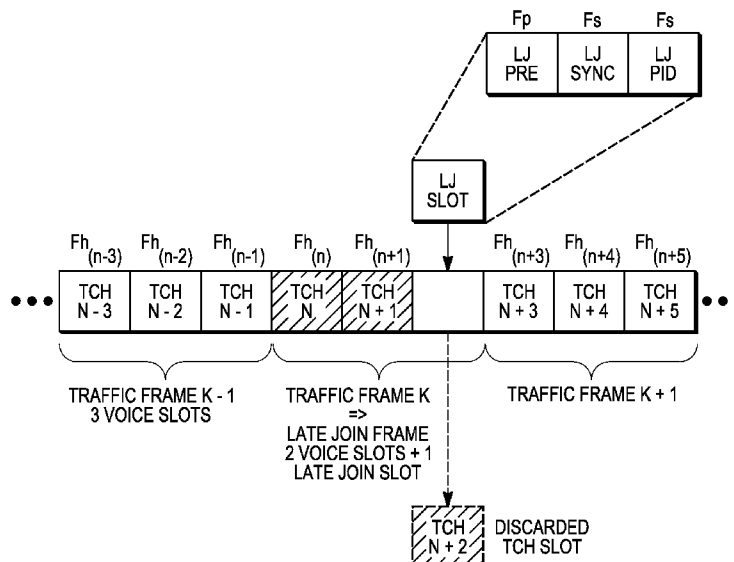 Fp Fs Fs
LJ PRE LJ SYNC LJ PID
LJ SLOT
Fh(n-3) Fh(n-2) Fh(n-1) Fh(n) Fh(n+1) Fh(n+3) Fh(n+4) Fh(n+5)
TCH N - 3 TCH N - 2 TCH N - 1 TCH N TCH N + 1 TCH N + 3 TCH N + 4 TCH N + 5
TRAFFIC FRAME K - 1
3 VOICE SLOTS
TRAFFIC FRAME K
=>
LATE JOIN FRAME
2 VOICE SLOTS + 1
LATE JOIN SLOT
TRAFFIC FRAME K + 1
TCH
N + 2
DISCARDED
TCH SLOT